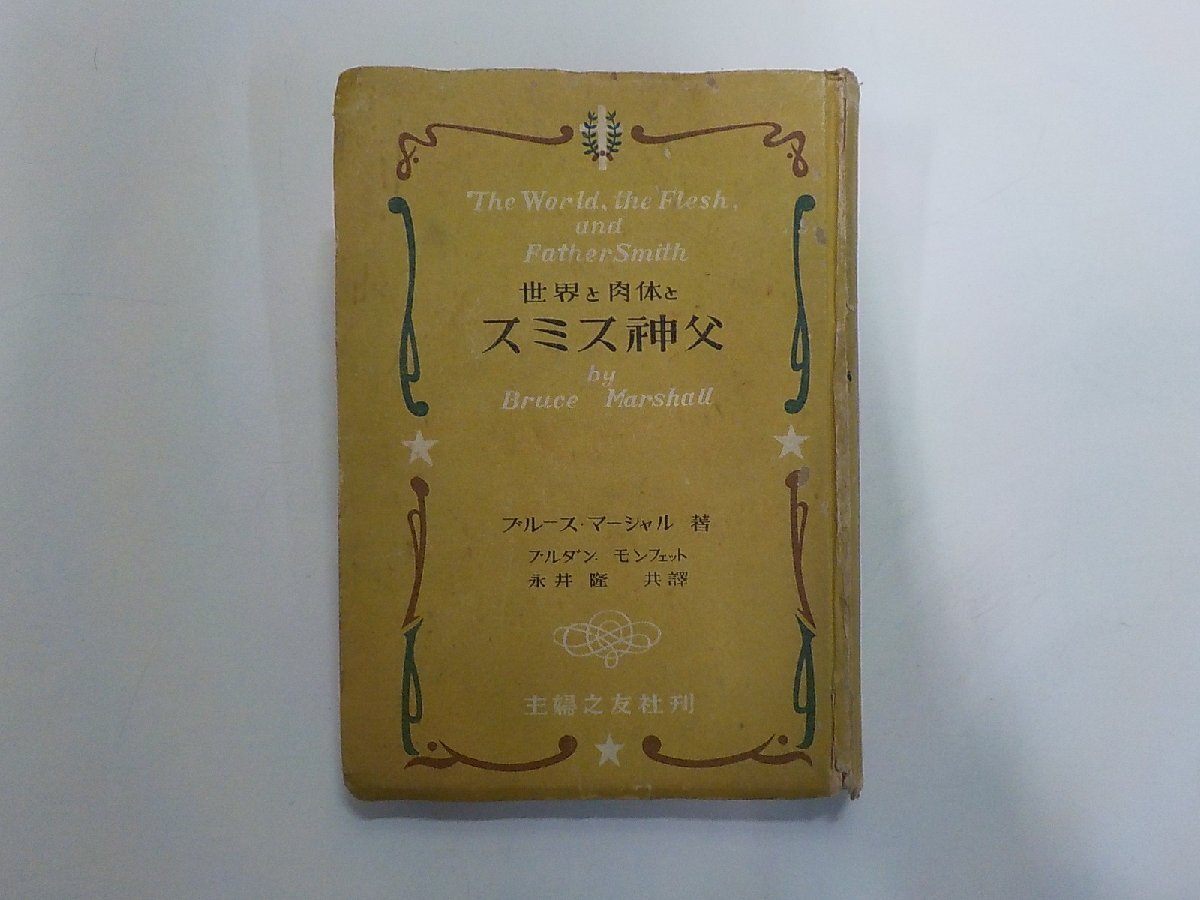 The World, the Flesh,
and
Father Smith
世界と肉体と
スミス神父
by
Bruce Marshall
ブルース・マーシャル 著
ブルダン モンフェット
永井 隆 共譯
主婦之友社刊